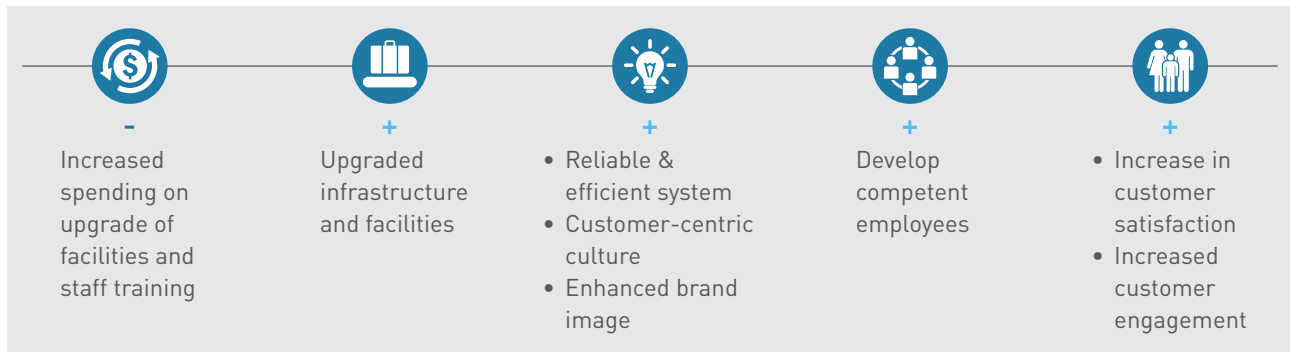 $
-
Increased
spending on
upgrade of
facilities and
staff training
+
Upgraded
infrastructure
and facilities
+
• Reliable &
efficient system
• Customer-centric
culture
• Enhanced brand
image
+
Develop
competent
employees
+
• Increase in
customer
satisfaction
• Increased
customer
engagement